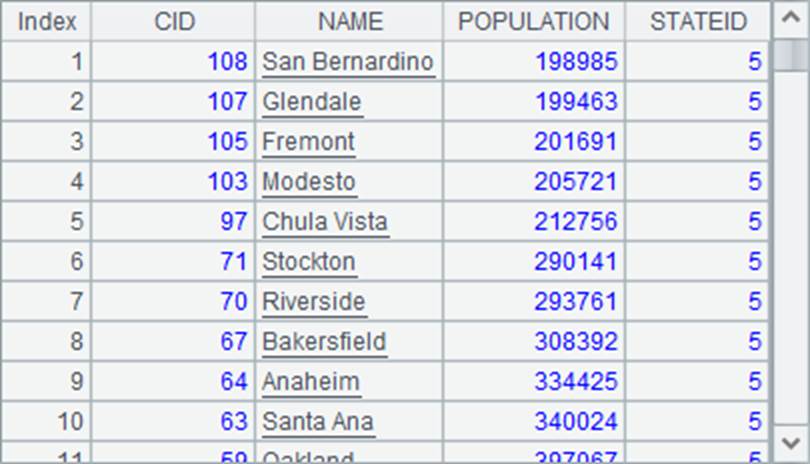 Index CID NAME POPULATION STATEID
1 108 San Bernardino 198985 5
2 107 Glendale 199463 5
3 105 Fremont 201691 5
4 103 Modesto 205721 5
5 97 Chula Vista 212756 5
6 71 Stockton 290141 5
7 70 Riverside 293761 5
8 67 Bakersfield 308392 5
9 64 Anaheim 334425 5
10 63 Santa Ana 340024 5
11 59 Oakland 397067 5